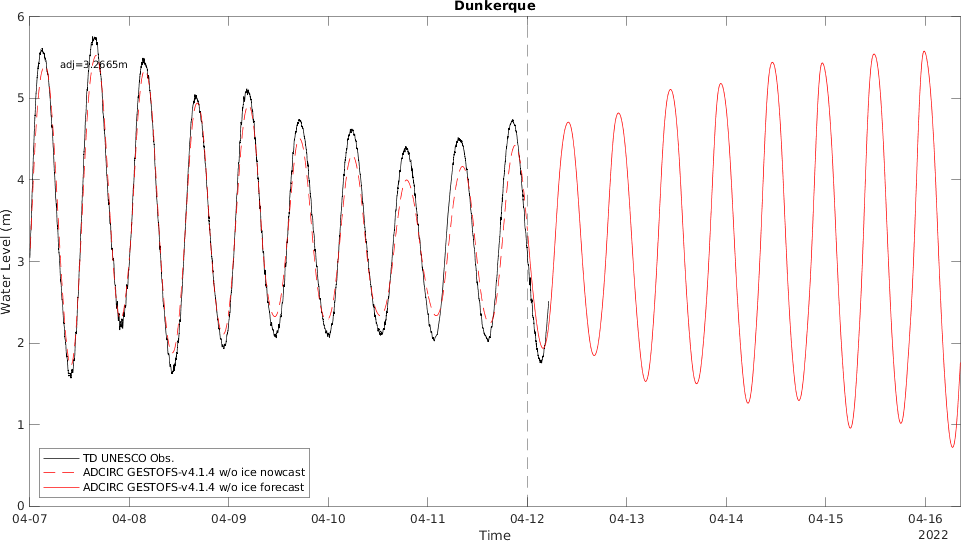 Dunkerque
6
adj=3.2665m
5
4
Water Level (m)
3
2
1
TD UNESCO Obs.
ADCIRC GESTOFS-v4.1.4 w/o ice nowcast
ADCIRC GESTOFS-v4.1.4 w/o ice forecast
0
04-07 04-08 04-09 04-10 04-11 04-12 04-13 04-14 04-15 04-16
Time 2022